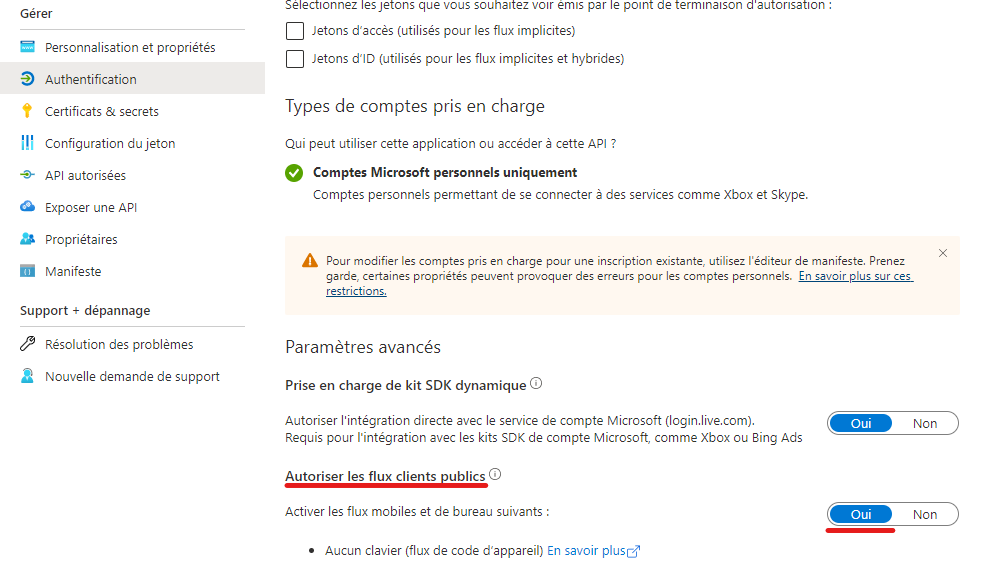 Gérer
Personnalisation et propriétés
Authentification
Certificats & secrets
Configuration du jeton
API autorisées
Exposer une API
Propriétaires
Manifeste
Support + dépannage
Résolution des problèmes
Nouvelle demande de support
Sélectionnez les jetons que vous souhaitez voir émis par le point de terminaison d'autorisation :
Jetons d'accès (utilisés pour les flux implicites)
Jetons d'ID (utilisés pour les flux implicites et hybrides)
Types de comptes pris en charge
Qui peut utiliser cette application ou accéder à cette API ?
Comptes Microsoft personnels uniquement
Comptes personnels permettant de se connecter à des services comme Xbox et Skype.
Pour modifier les comptes pris en charge pour une inscription existante, utilisez l'éditeur de manifeste. Prenez
garde, certaines propriétés peuvent provoquer des erreurs pour les comptes personnels. En savoir plus sur ces
restrictions.
Paramètres avancés
Prise en charge de kit SDK dynamique
Autoriser l'intégration directe avec le service de compte Microsoft (login.live.com).
Requis pour l'intégration avec les kits SDK de compte Microsoft, comme Xbox ou Bing Ads
Oui Non
Autoriser les flux clients publics
Activer les flux mobiles et de bureau suivants :
Oui Non
• Aucun clavier (flux de code d'appareil) En savoir plus